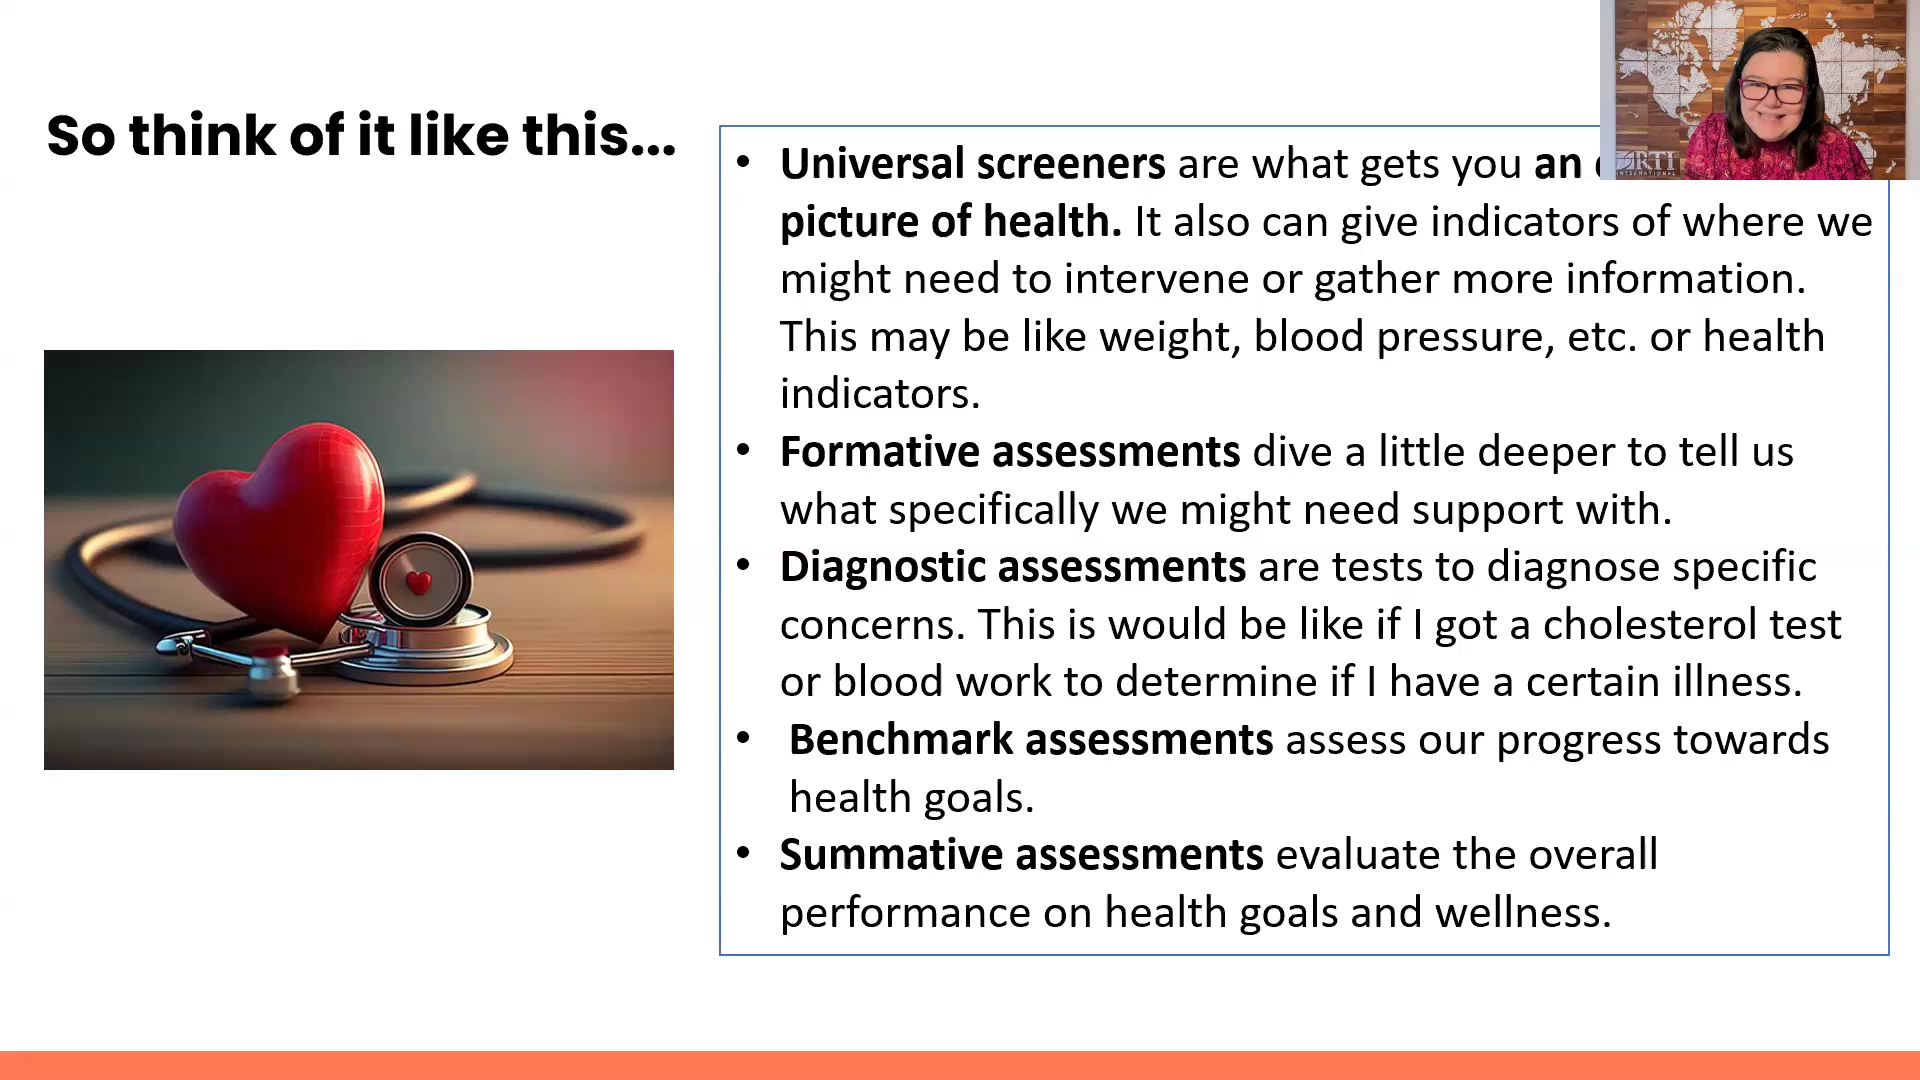 So think of it like this...
• Universal screeners are what gets you an
picture of health. It also can give indicators of where we
might need to intervene or gather more information.
This may be like weight, blood pressure, etc. or health
indicators.
• Formative assessments dive a little deeper to tell us
what specifically we might need support with.
• Diagnostic assessments are tests to diagnose specific
concerns. This is would be like if I got a cholesterol test
or blood work to determine if I have a certain illness.
• Benchmark assessments assess our progress towards
health goals.
• Summative assessments evaluate the overall
performance on health goals and wellness.
RTI
INTERNATIONAL